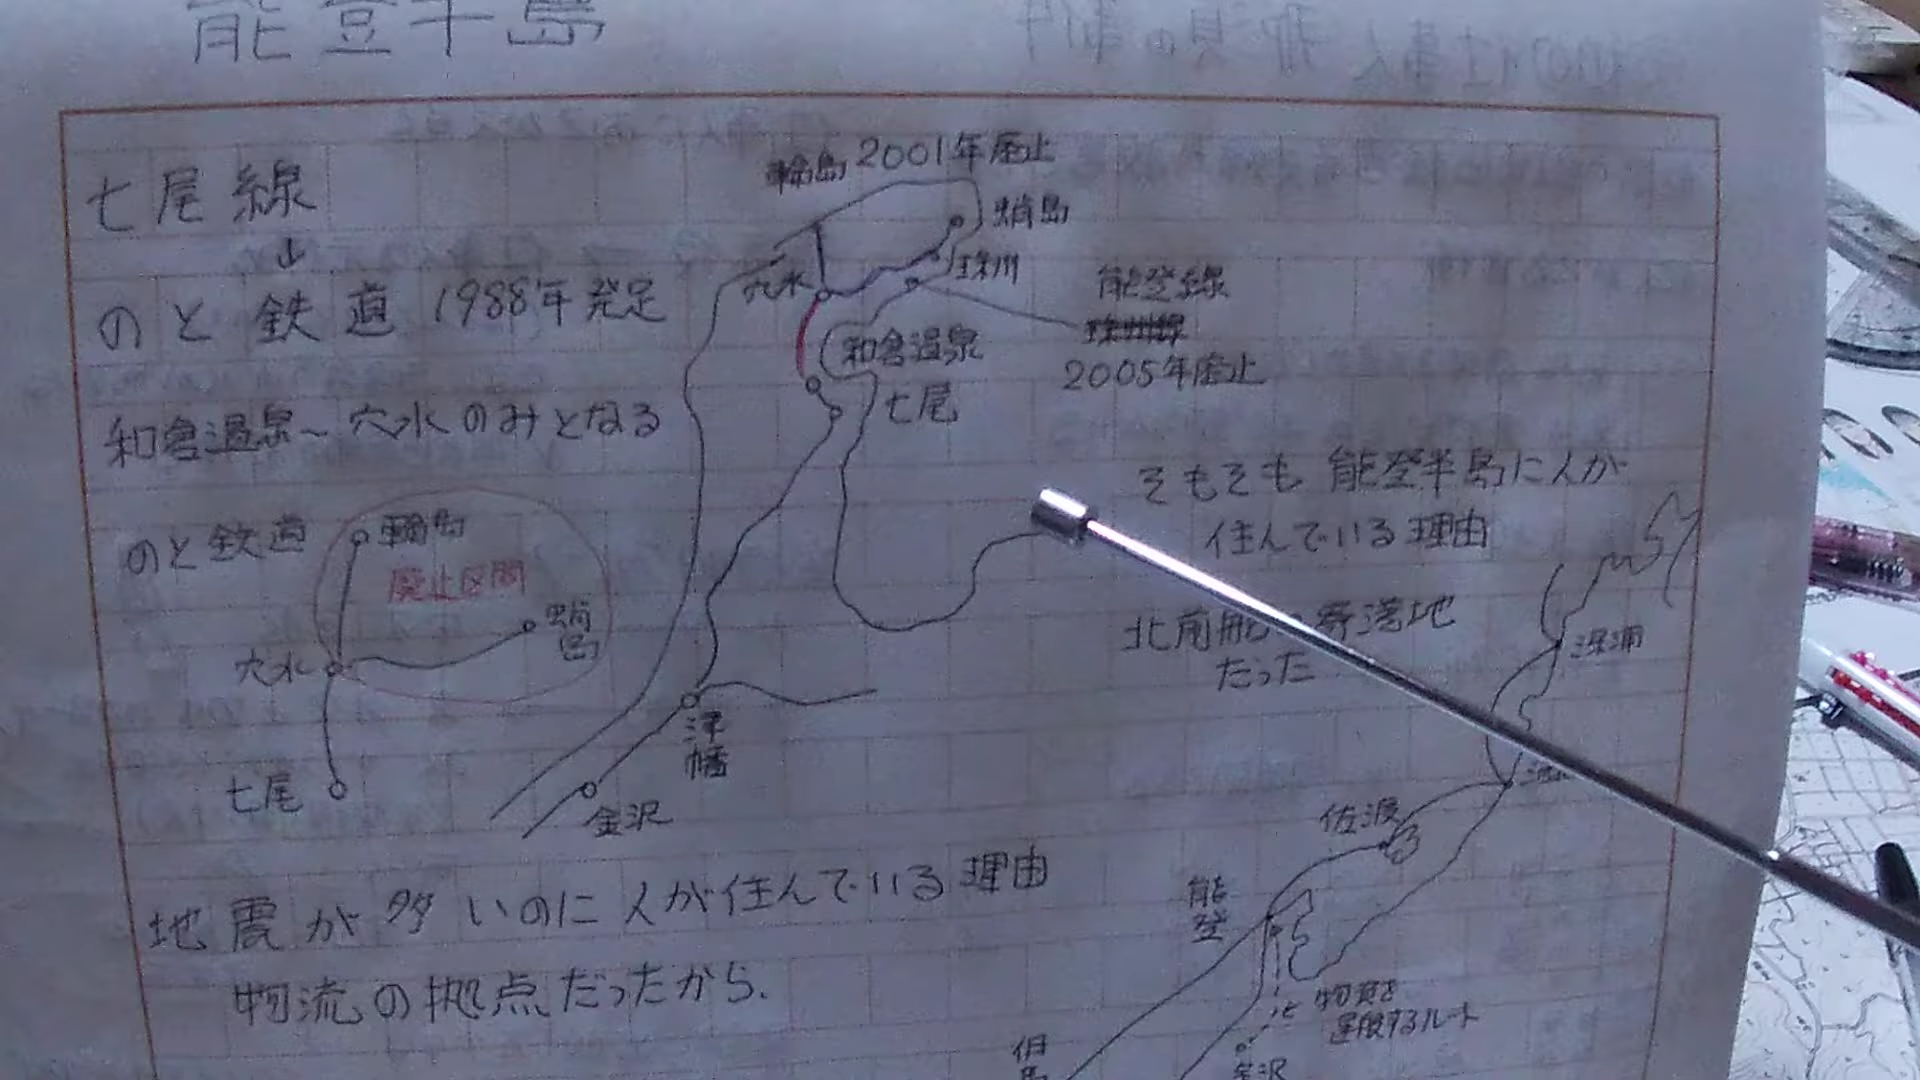 能登半島
七尾線
のと鉄道 1988年発足
和倉温泉~穴水のみとなる
輪島 2001年廃止
蛸島
珠洲
穴水
能登線
2005年廃止
和倉温泉
七尾
津幡
金沢
のと鉄道
輪島
廃止区間
蛸島
穴水
七尾
そもそも 能登半島に人が
住んでいる理由
北前船 寄港地
だった
深浦
佐渡
能登
物資を
運搬するルート
金沢
但馬
地震が多いのに人が住んでいる理由
物流の拠点だったから.